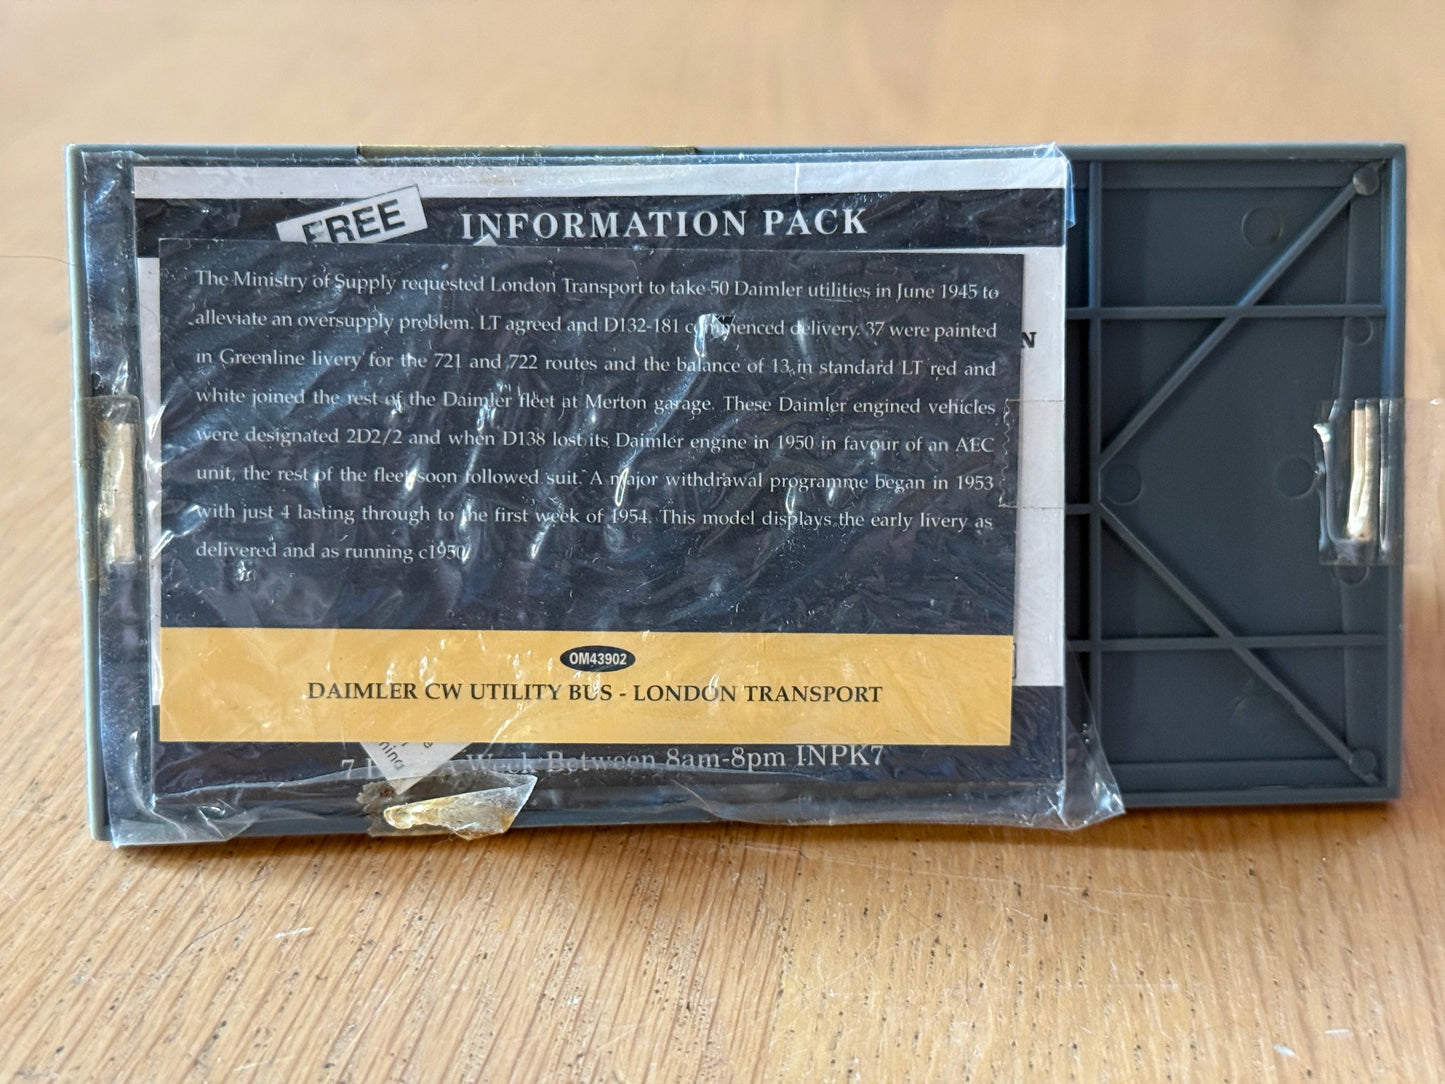 FREE
INFORMATION PACK
The Ministry of Supply requested London Transport to take 50 Daimler utilities in June 1945 to
alleviate an oversupply problem. LT agreed and D132-181 commenced delivery. 37 were painted
in Greenline livery for the 721 and 722 routes and the balance of 13 in standard LT red and
white joined the rest of the Daimler fleet at Merton garage. These Daimler engined vehicles
were designated 2D2/2 and when D138 lost its Daimler engine in 1950 in favour of an AEC
unit, the rest of the fleet soon followed suit. A major withdrawal programme began in 1953
with just 4 lasting through to the first week of 1954. This model displays the early livery as
delivered and as running c1950
N
OM43902
DAIMLER CW UTILITY BUS - LONDON TRANSPORT
7 Week Between 8am-8pm INPK7